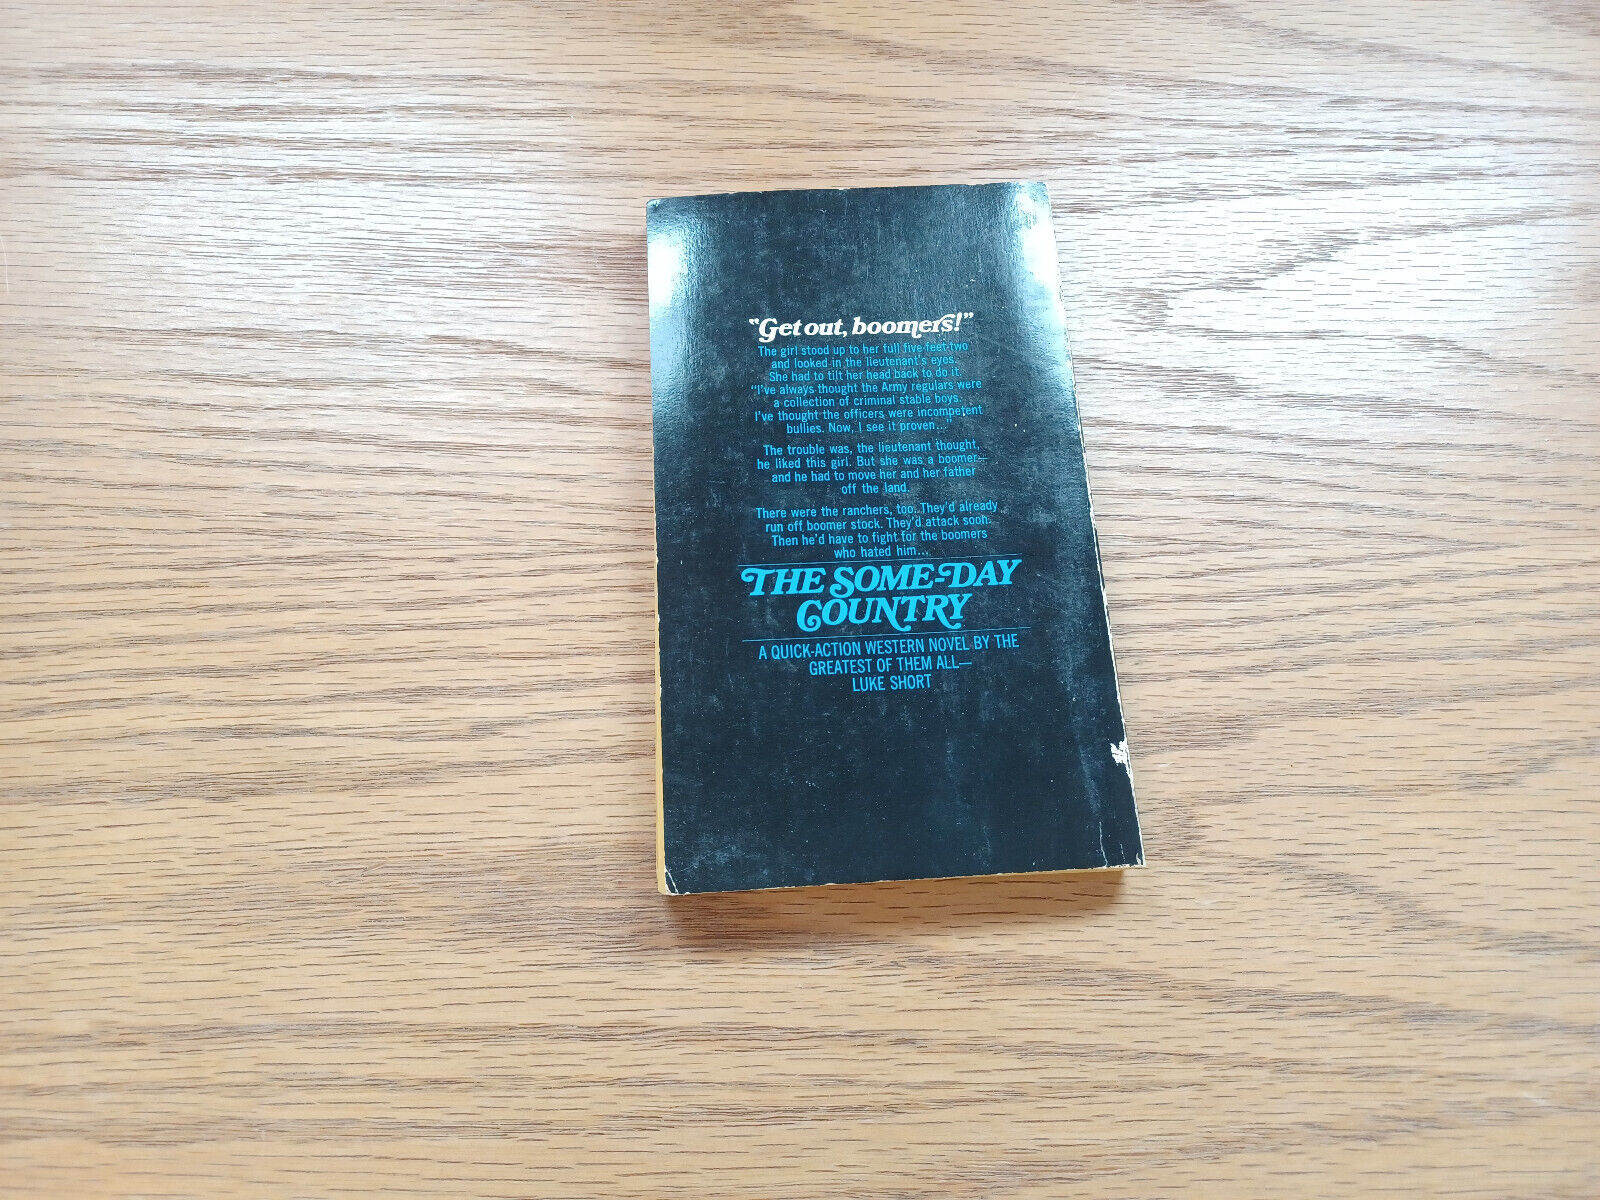 "Get out, boomers!"
The girl stood up to her full five-feet-two
and looked in the lieutenant's eyes.
She had to tilt her head back to do it.
"I've always thought the Army regulars were
a collection of criminal stable boys.
I've thought the officers were incompetent
bullies. Now, I see it proven..."
The trouble was, the lieutenant thought,
he liked this girl. But she was a boomer—
and he had to move her and her father
off the land.
There were the ranchers, too. They'd already
run off boomer stock. They'd attack soon.
Then he'd have to fight for the boomers
who hated him...
THE SOME-DAY
COUNTRY
A QUICK-ACTION WESTERN NOVEL BY THE
GREATEST OF THEM ALL—
LUKE SHORT